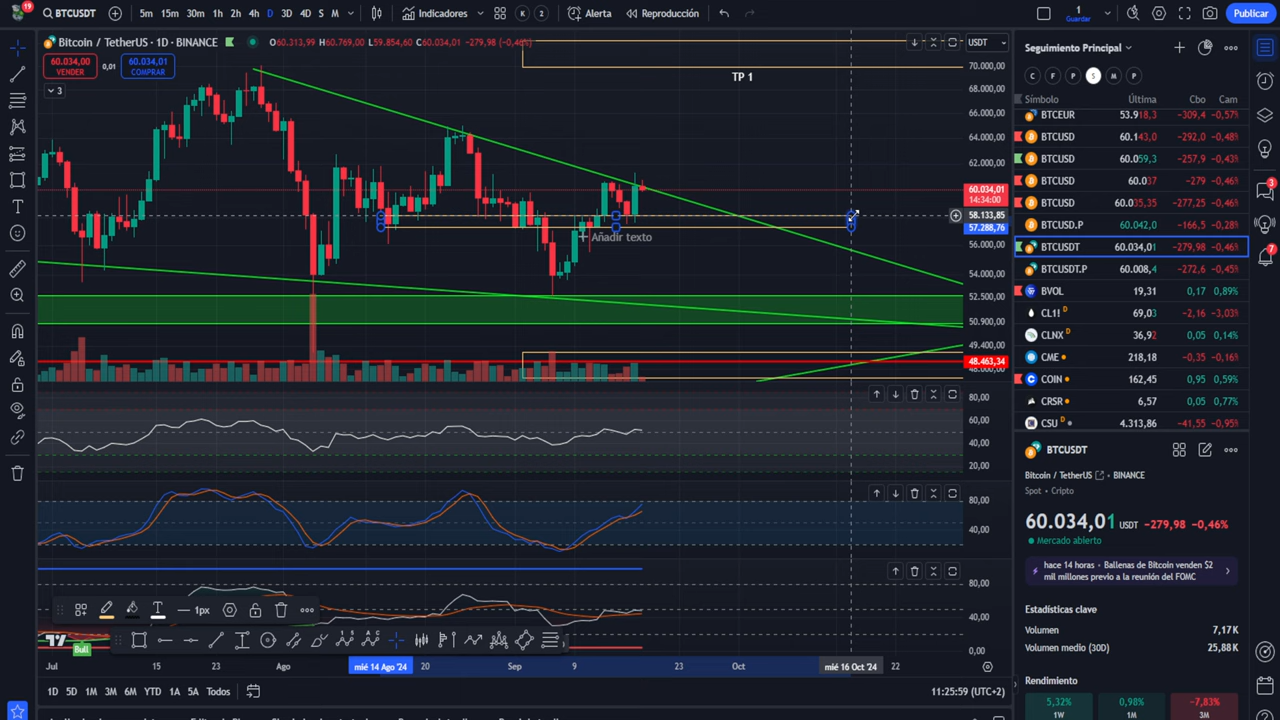 19
BTCUSDT
5m 15m 30m 1h 2h 4h D 3D 4D S M
Indicadores
K 2
Alerta
Reproducción
1
Guardar
Publicar
Bitcoin / TetherUS · 1D · BINANCE
O60.313,99 H60.769,00 L59.854,60 C60.034,01 −279,98 (−0,46%)
60.034,00
VENDER
0,01
60.034,01
COMPRAR
3
TP 1
Añadir texto
USDT
70.000,00
68.000,00
66.000,00
64.000,00
62.000,00
60.034,01
14:34:00
58.133,85
57.288,76
56.000,00
54.000,00
52.500,00
50.900,00
49.400,00
48.463,34
48.000,00
80,00
60,00
40,00
20,00
80,00
40,00
80,00
40,00
0,00
1px
Bull
Jul 15 23 Ago mié 14 Ago '24 20 Sep 9 23 Oct mié 16 Oct '24 22
1D 5D 1M 3M 6M YTD 1A 5A Todos
11:25:59 (UTC+2)
Seguimiento Principal
C F P S M P
Símbolo Última Cbo Cam
BTCEUR 53.918,3 −309,4 −0,57%
BTCUSD 60.143,0 −292,0 −0,48%
BTCUSD 60.059,3 −257,9 −0,43%
BTCUSD 60.037 −279 −0,46%
BTCUSD 60.035,35 −277,25 −0,46%
BTCUSD.P 60.042,0 −166,5 −0,28%
BTCUSDT 60.034,01 −279,98 −0,46%
BTCUSDT.P 60.008,4 −272,6 −0,45%
BVOL 19,31 0,17 0,89%
CL1! D 69,03 −2,16 −3,03%
CLNX D 36,92 0,05 0,14%
CME 218,18 −0,35 −0,16%
COIN 162,45 0,95 0,59%
CRSR 6,57 0,05 0,77%
CSU D 4.313,86 −41,55 −0,95%
BTCUSDT
Bitcoin / TetherUS · BINANCE
Spot · Cripto
60.034,01 USDT −279,98 −0,46%
Mercado abierto
hace 14 horas · Ballenas de Bitcoin venden $2
mil millones previo a la reunión del FOMC
Estadísticas clave
Volumen 7,17 K
Volumen medio (30D) 25,88 K
Rendimiento
5,32% 0,98% −7,83%
1W 1M 3M
3
7